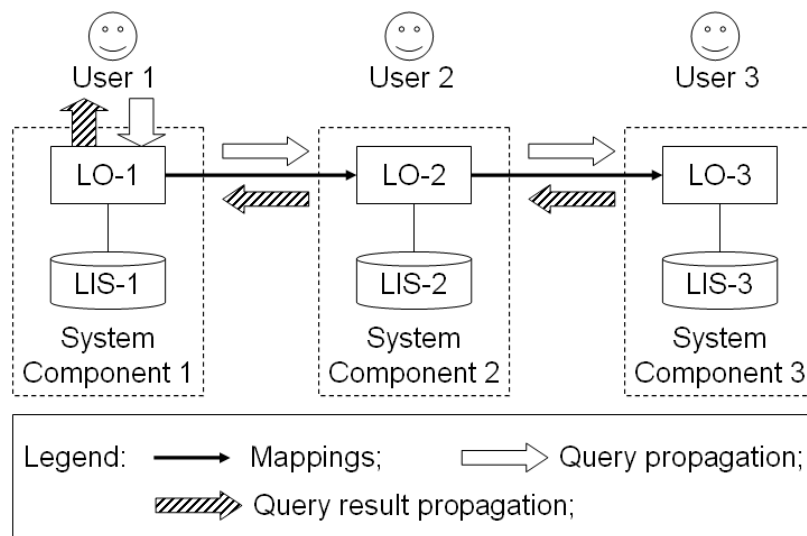 User 1 User 2 User 3
LO-1 LO-2 LO-3
LIS-1 LIS-2 LIS-3
System System System
Component 1 Component 2 Component 3
Legend: Mappings; Query propagation;
Query result propagation;